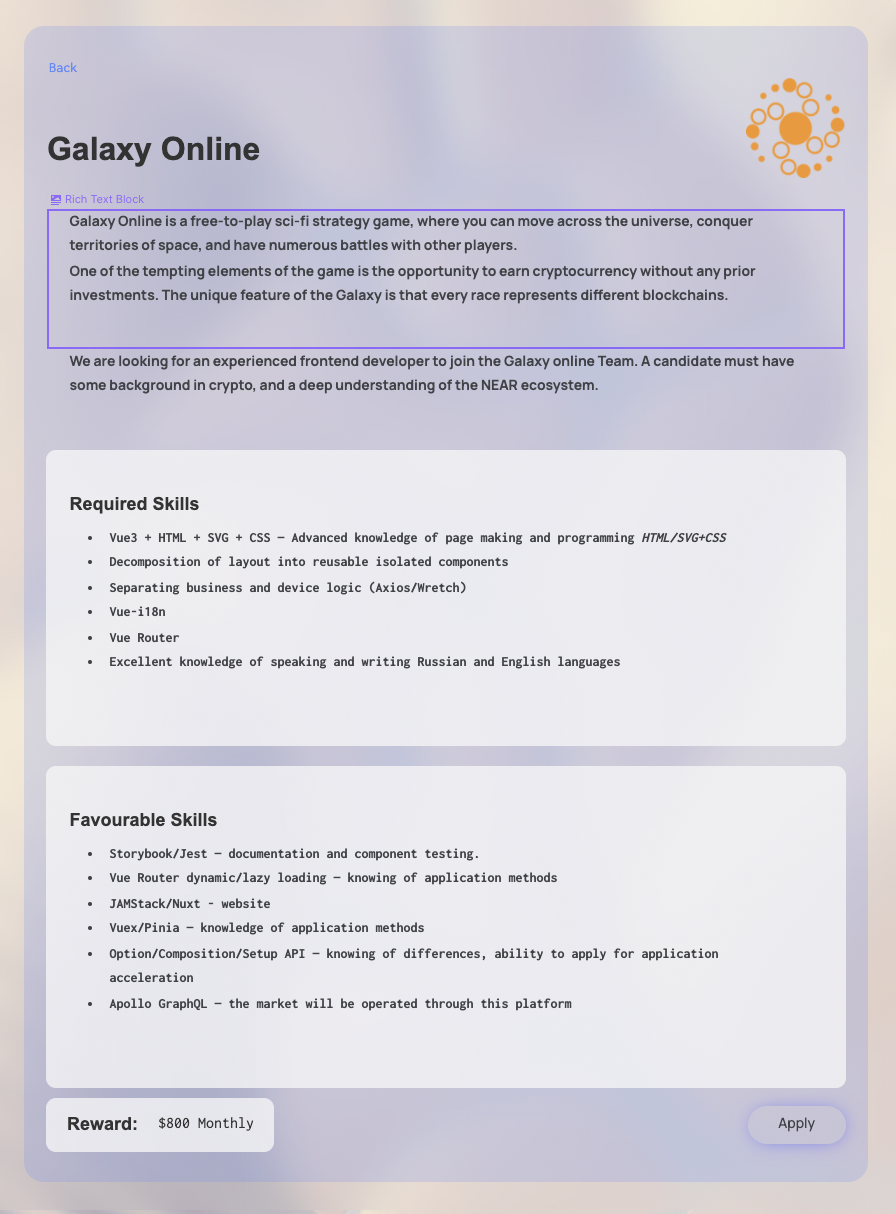 Back
Galaxy Online
Rich Text Block
Galaxy Online is a free-to-play sci-fi strategy game, where you can move across the universe, conquer
territories of space, and have numerous battles with other players.
One of the tempting elements of the game is the opportunity to earn cryptocurrency without any prior
investments. The unique feature of the Galaxy is that every race represents different blockchains.
We are looking for an experienced frontend developer to join the Galaxy online Team. A candidate must have
some background in crypto, and a deep understanding of the NEAR ecosystem.
Required Skills
• Vue3 + HTML + SVG + CSS – Advanced knowledge of page making and programming HTML/SVG+CSS
• Decomposition of layout into reusable isolated components
• Separating business and device logic (Axios/Wretch)
• Vue-i18n
• Vue Router
• Excellent knowledge of speaking and writing Russian and English languages
Favourable Skills
• Storybook/Jest – documentation and component testing.
• Vue Router dynamic/lazy loading – knowing of application methods
• JAMStack/Nuxt - website
• Vuex/Pinia – knowledge of application methods
• Option/Composition/Setup API – knowing of differences, ability to apply for application
acceleration
• Apollo GraphQL – the market will be operated through this platform
Reward: $800 Monthly
Apply